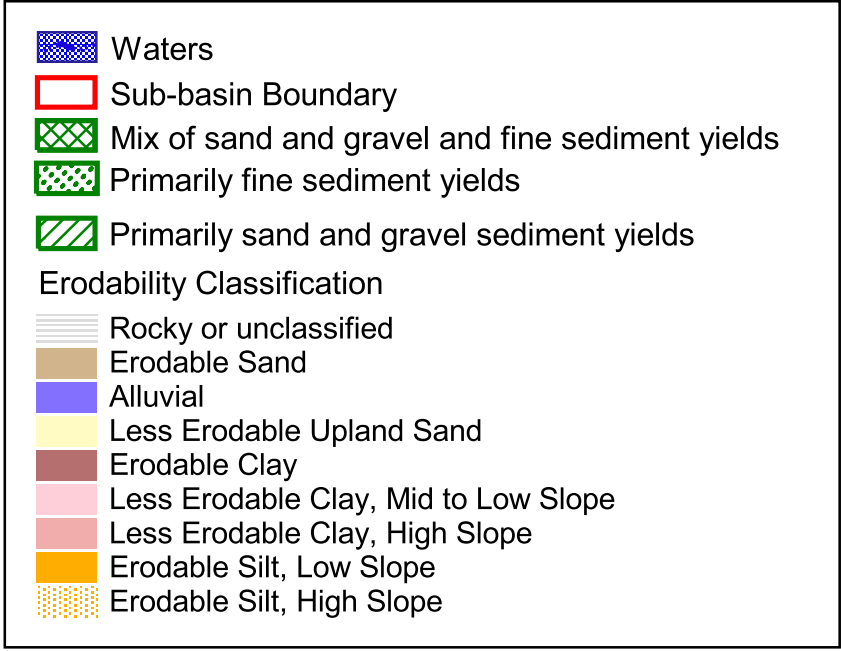 Waters
Sub-basin Boundary
Mix of sand and gravel and fine sediment yields
Primarily fine sediment yields
Primarily sand and gravel sediment yields
Erodability Classification
Rocky or unclassified
Erodable Sand
Alluvial
Less Erodable Upland Sand
Erodable Clay
Less Erodable Clay, Mid to Low Slope
Less Erodable Clay, High Slope
Erodable Silt, Low Slope
Erodable Silt, High Slope